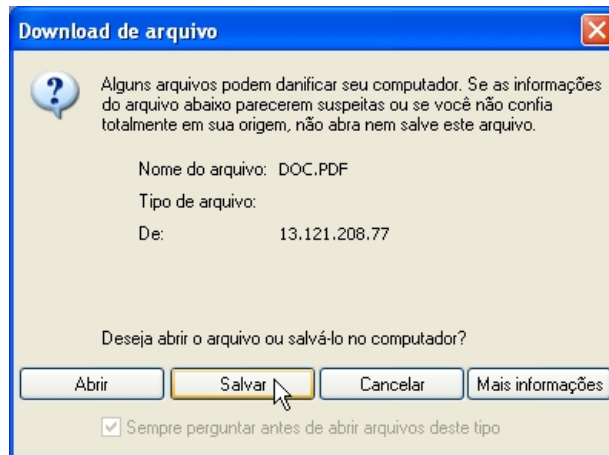 Download de arquivo
Alguns arquivos podem danificar seu computador. Se as informações
do arquivo abaixo parecerem suspeitas ou se você não confia
totalmente em sua origem, não abra nem salve este arquivo.
Nome do arquivo: DOC.PDF
Tipo de arquivo:
De: 13.121.208.77
Deseja abrir o arquivo ou salvá-lo no computador?
Abrir Salvar Cancelar Mais informações
Sempre perguntar antes de abrir arquivos deste tipo